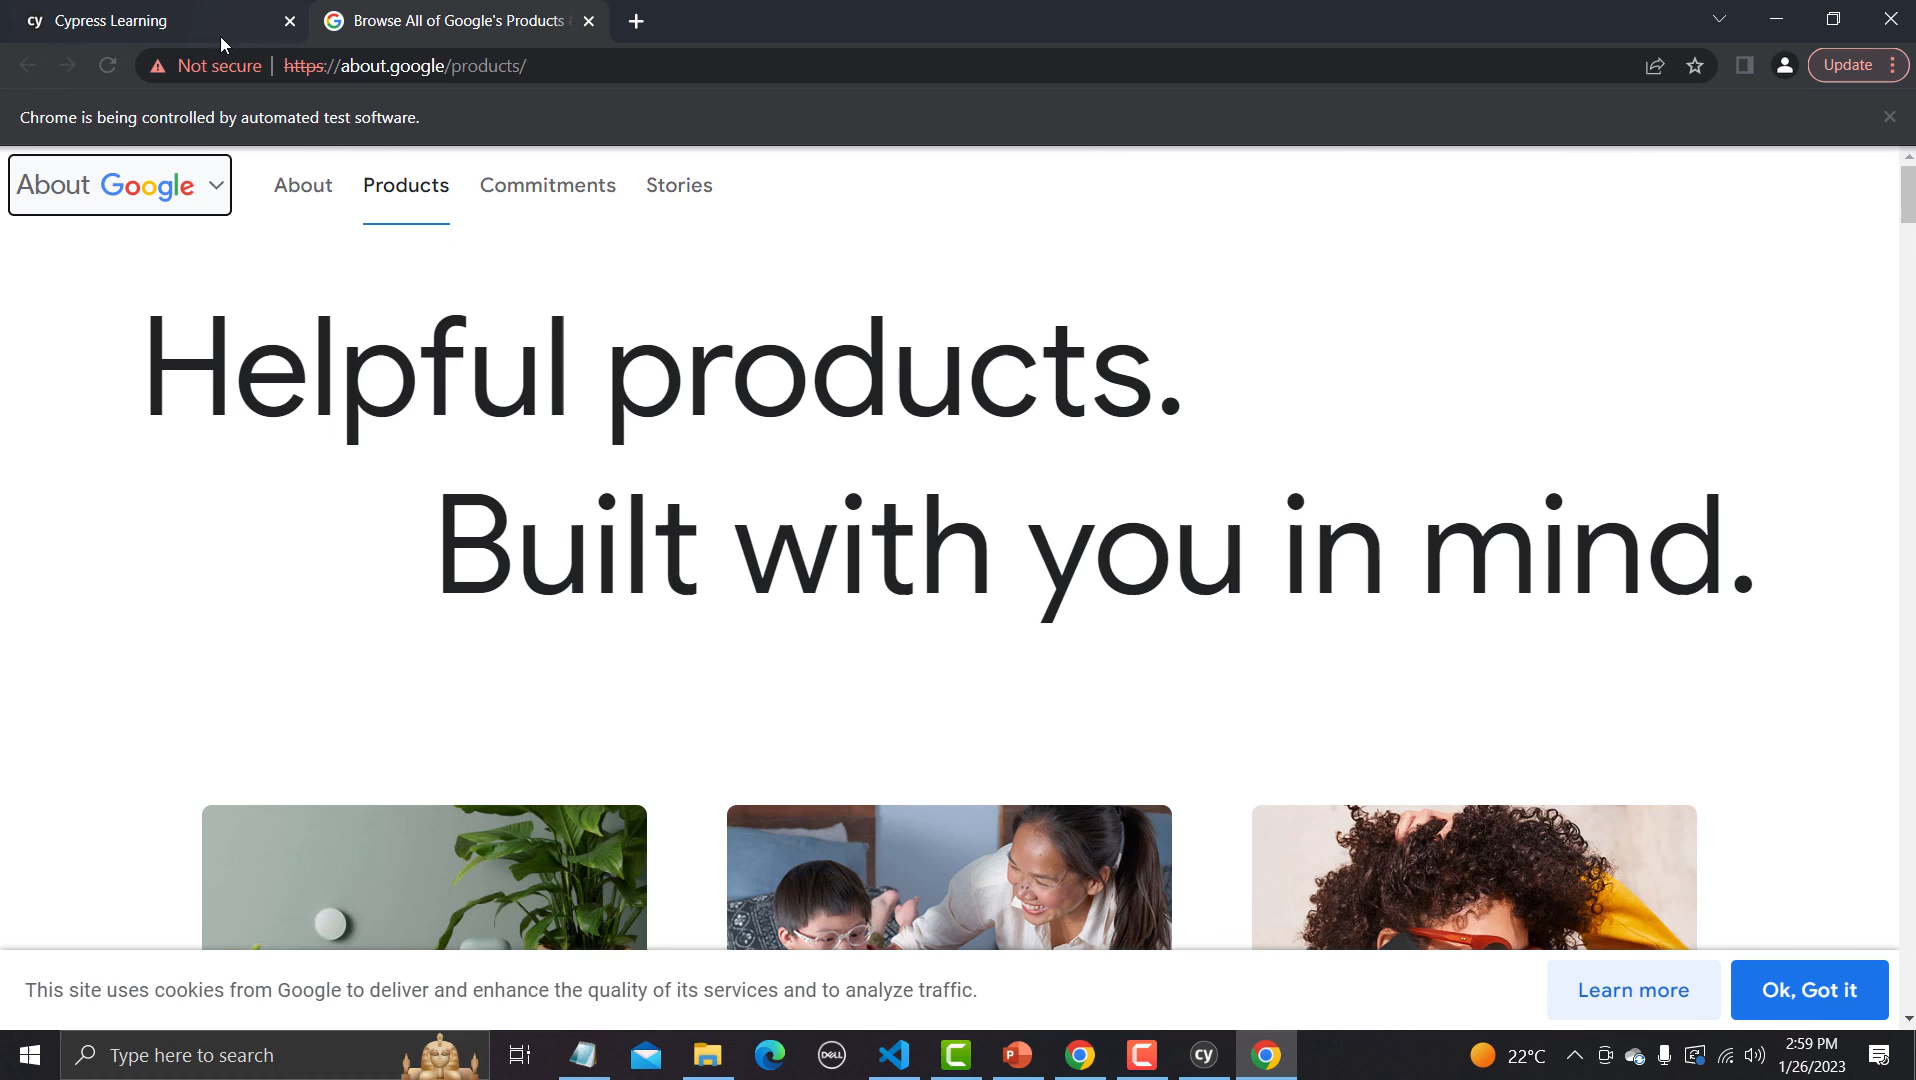 cy Cypress Learning
Browse All of Google's Products
Not secure | https://about.google/products/
Update
Chrome is being controlled by automated test software.
About Google
About
Products
Commitments
Stories
Helpful products.
Built with you in mind.
This site uses cookies from Google to deliver and enhance the quality of its services and to analyze traffic.
Learn more
Ok, Got it
Type here to search
DELL
P
cy
22°C
2:59 PM
1/26/2023